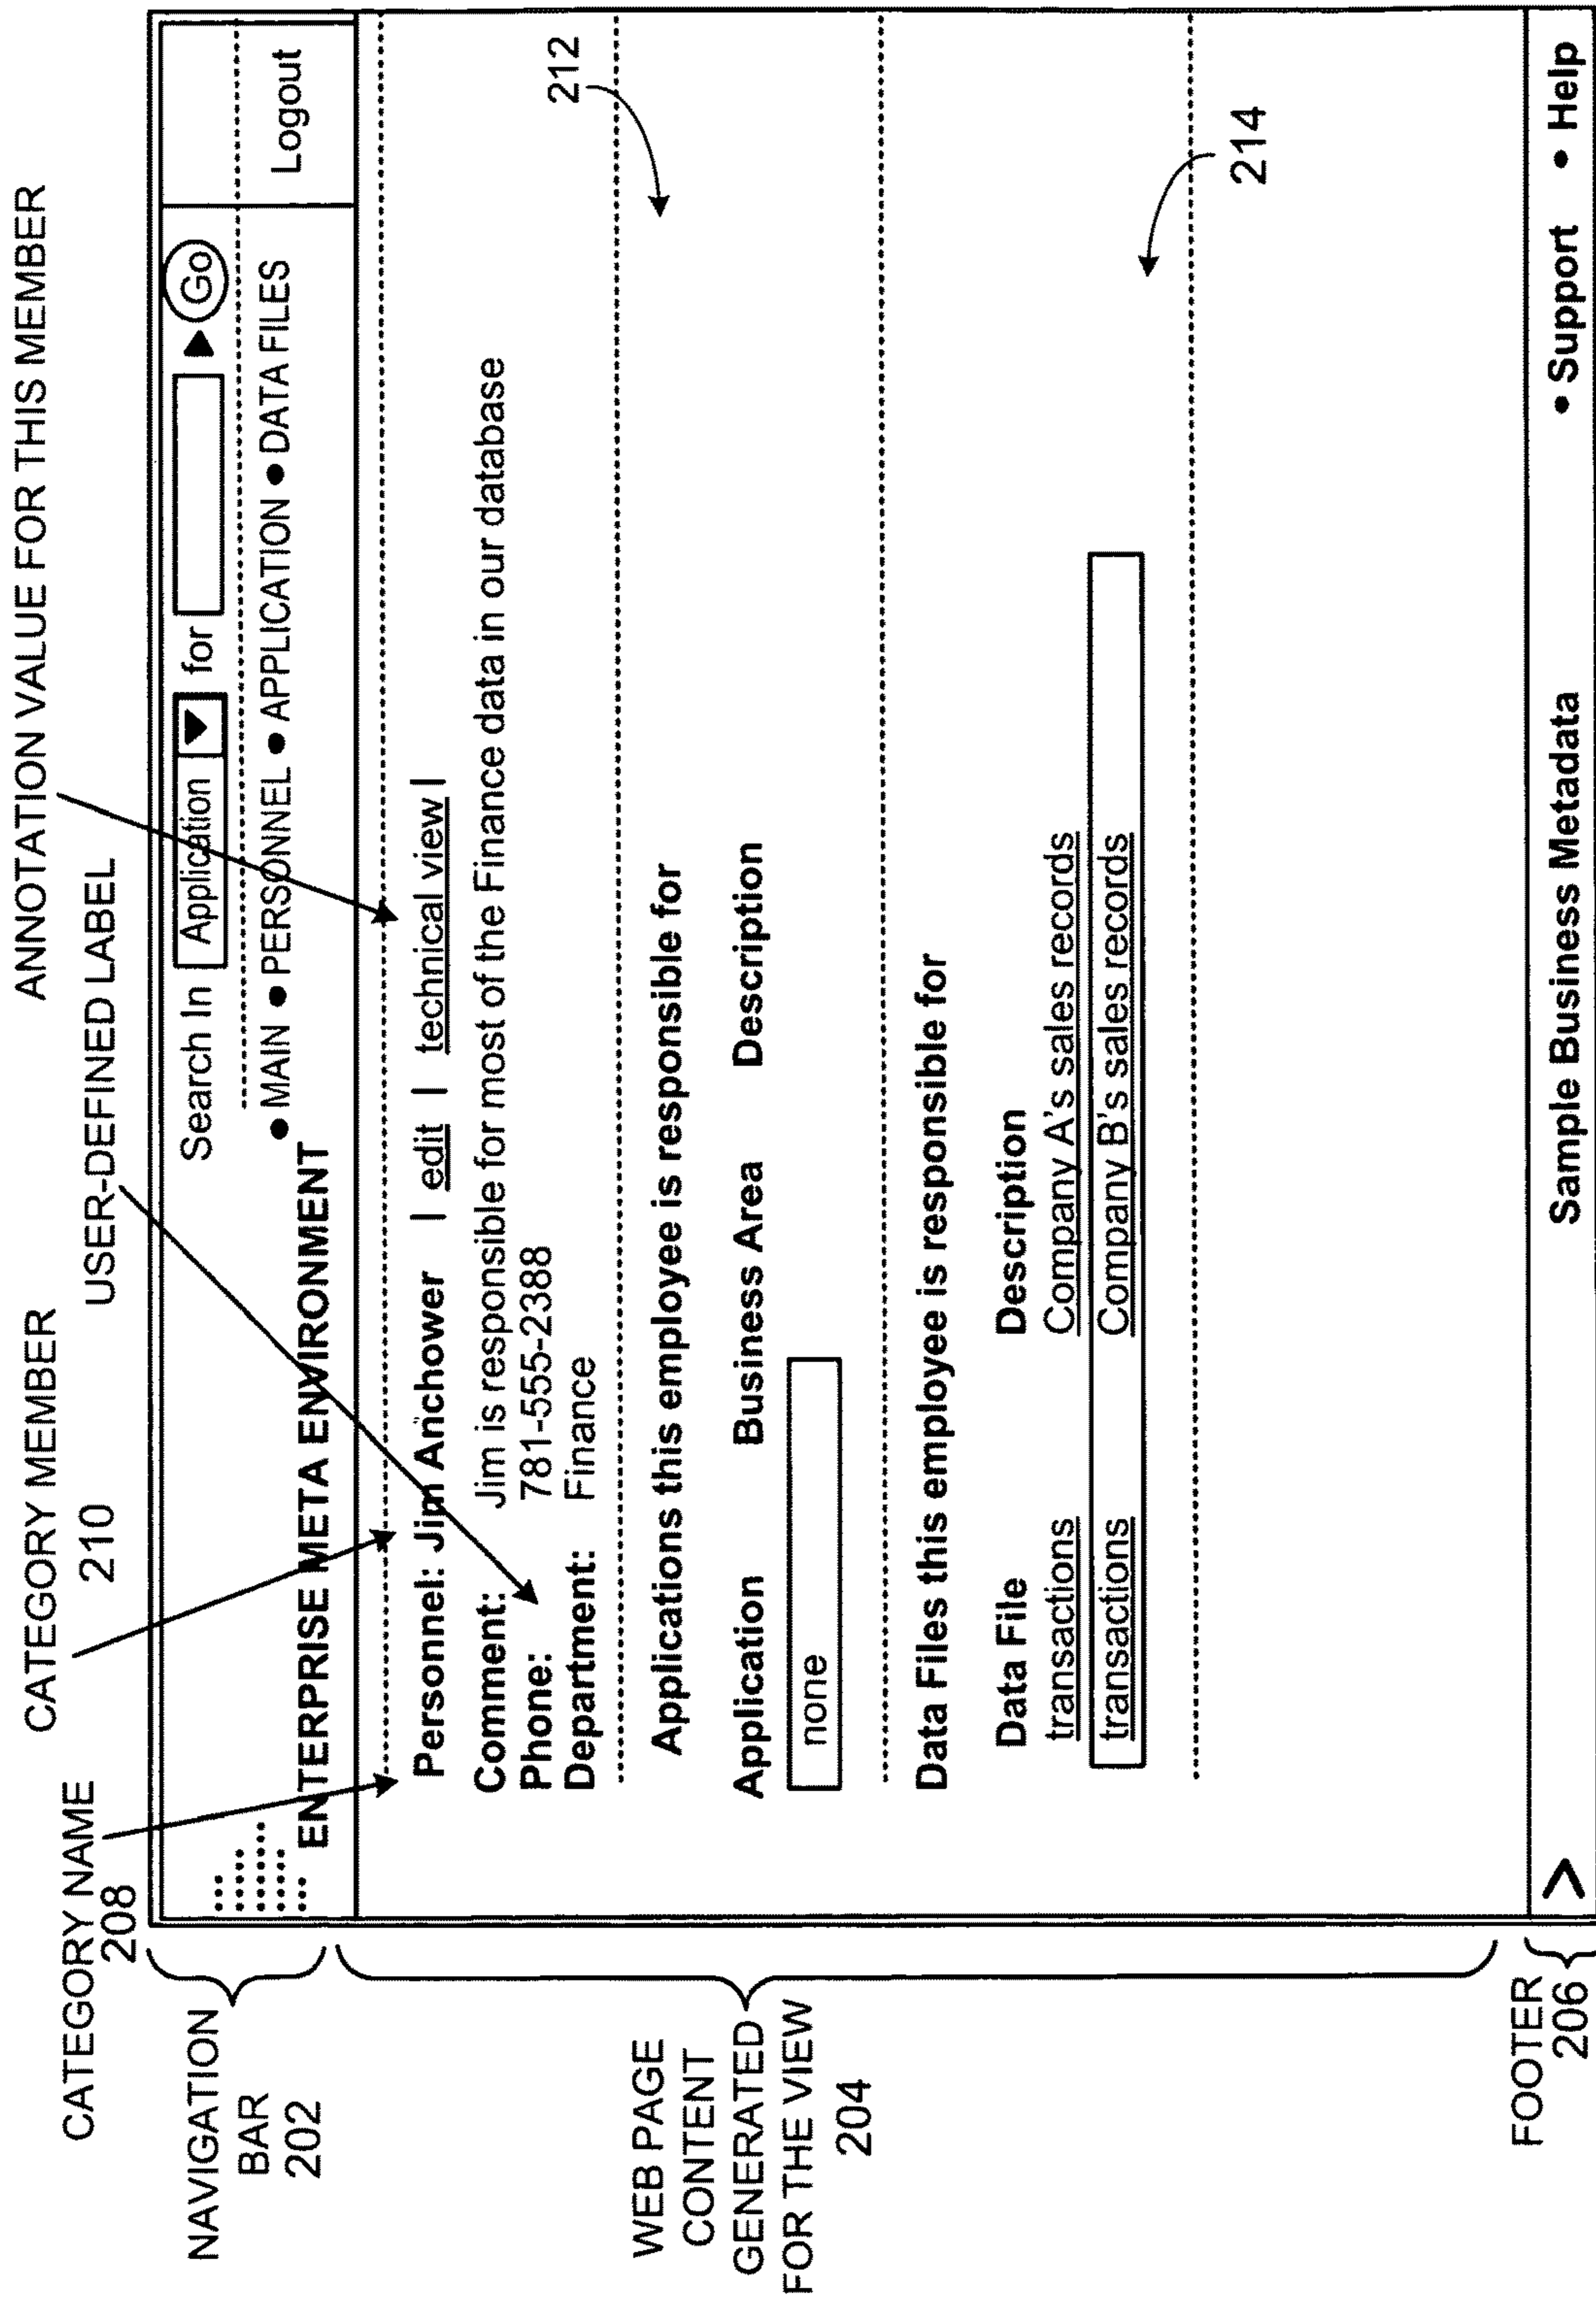 ANNOTATION VALUE FOR THIS MEMBER
USER-DEFINED LABEL
CATEGORY MEMBER
210
CATEGORY NAME
208
NAVIGATION
BAR
202
Search In Application for Go
• MAIN • PERSONNEL • APPLICATION • DATA FILES
Logout
ENTERPRISE META ENVIRONMENT
WEB PAGE
CONTENT
GENERATED
FOR THE VIEW
204
Personnel: Jim Anchower | edit | technical view |
Comment: Jim is responsible for most of the Finance data in our database
Phone: 781-555-2388
Department: Finance
212
Applications this employee is responsible for
Application Business Area Description
none
Data Files this employee is responsible for
Data File Description
transactions Company A's sales records
transactions Company B's sales records
214
FOOTER
206
> Sample Business Metadata • Support • Help